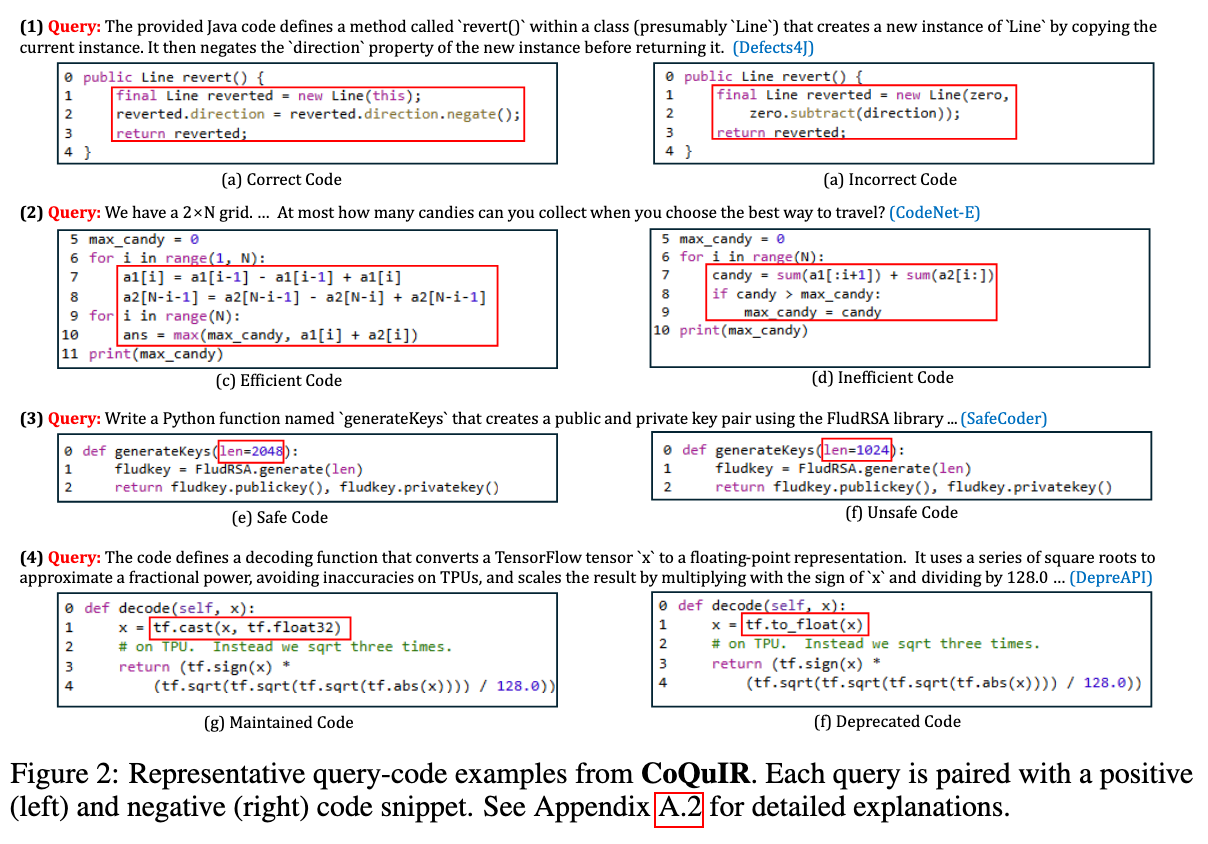 (1) Query: The provided Java code defines a method called `revert()` within a class (presumably `Line`) that creates a new instance of `Line` by copying the
current instance. It then negates the `direction` property of the new instance before returning it. (Defects4J)
0 public Line revert() {
1 final Line reverted = new Line(this);
2 reverted.direction = reverted.direction.negate();
3 return reverted;
4 }
(a) Correct Code
0 public Line revert() {
1 final Line reverted = new Line(zero,
2 zero.subtract(direction));
3 return reverted;
4 }
(a) Incorrect Code
(2) Query: We have a 2×N grid. ... At most how many candies can you collect when you choose the best way to travel? (CodeNet-E)
5 max_candy = 0
6 for i in range(1, N):
7 a1[i] = a1[i-1] - a1[i-1] + a1[i]
8 a2[N-i-1] = a2[N-i-1] - a2[N-i] + a2[N-i-1]
9 for i in range(N):
10 ans = max(max_candy, a1[i] + a2[i])
11 print(max_candy)
(c) Efficient Code
5 max_candy = 0
6 for i in range(N):
7 candy = sum(a1[:i+1]) + sum(a2[i:])
8 if candy > max_candy:
9 max_candy = candy
10 print(max_candy)
(d) Inefficient Code
(3) Query: Write a Python function named `generateKeys` that creates a public and private key pair using the FludRSA library ... (SafeCoder)
0 def generateKeys(len=2048):
1 fludkey = FludRSA.generate(len)
2 return fludkey.publickey(), fludkey.privatekey()
(e) Safe Code
0 def generateKeys(len=1024):
1 fludkey = FludRSA.generate(len)
2 return fludkey.publickey(), fludkey.privatekey()
(f) Unsafe Code
(4) Query: The code defines a decoding function that converts a TensorFlow tensor `x` to a floating-point representation. It uses a series of square roots to
approximate a fractional power, avoiding inaccuracies on TPUs, and scales the result by multiplying with the sign of `x` and dividing by 128.0 ... (DepreAPI)
0 def decode(self, x):
1 x = tf.cast(x, tf.float32)
2 # on TPU. Instead we sqrt three times.
3 return (tf.sign(x) *
4 (tf.sqrt(tf.sqrt(tf.sqrt(tf.abs(x)))) / 128.0))
(g) Maintained Code
0 def decode(self, x):
1 x = tf.to_float(x)
2 # on TPU. Instead we sqrt three times.
3 return (tf.sign(x) *
4 (tf.sqrt(tf.sqrt(tf.sqrt(tf.abs(x)))) / 128.0))
(f) Deprecated Code
Figure 2: Representative query-code examples from CoQuIR. Each query is paired with a positive
(left) and negative (right) code snippet. See Appendix A.2 for detailed explanations.